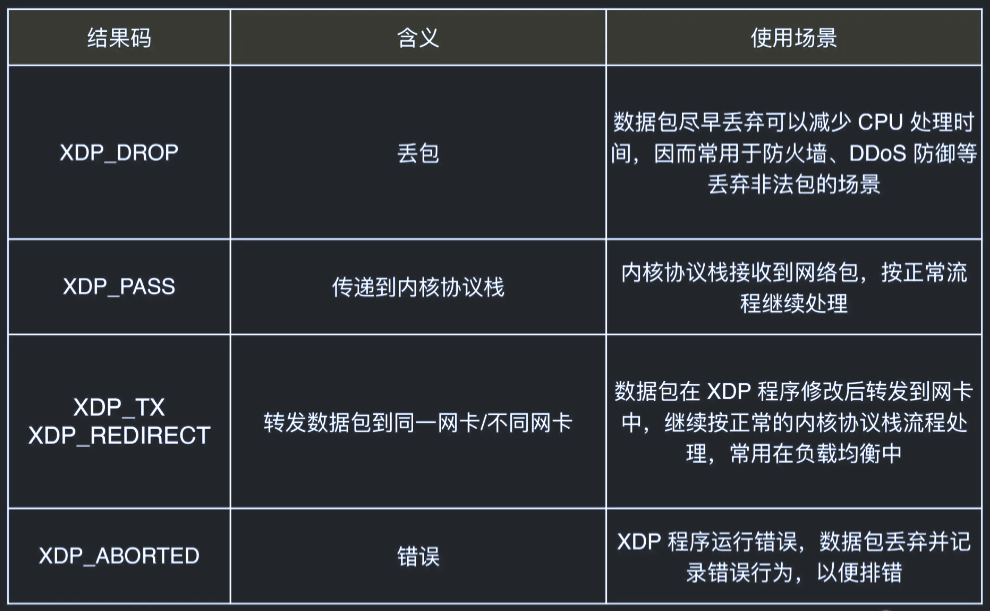 结果码
含义
使用场景
XDP_DROP
丢包
数据包尽早丢弃可以减少 CPU 处理时
间，因而常用于防火墙、DDoS 防御等
丢弃非法包的场景
XDP_PASS
传递到内核协议栈
内核协议栈接收到网络包，按正常流
程继续处理
XDP_TX
XDP_REDIRECT
转发数据包到同一网卡/不同网卡
数据包在 XDP 程序修改后转发到网卡
中，继续按正常的内核协议栈流程处
理，常用在负载均衡中
XDP_ABORTED
错误
XDP 程序运行错误，数据包丢弃并记
录错误行为，以便排错